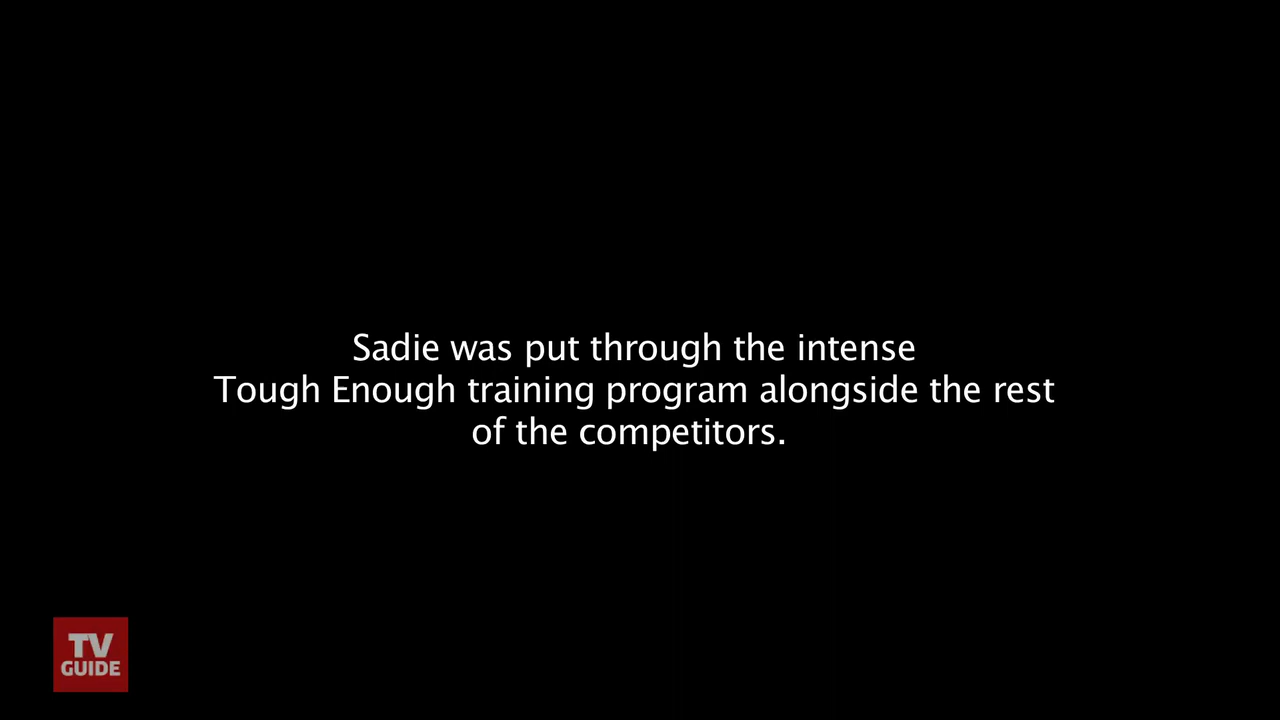 Sadie was put through the intense
Tough Enough training program alongside the rest
of the competitors.
TV
GUIDE